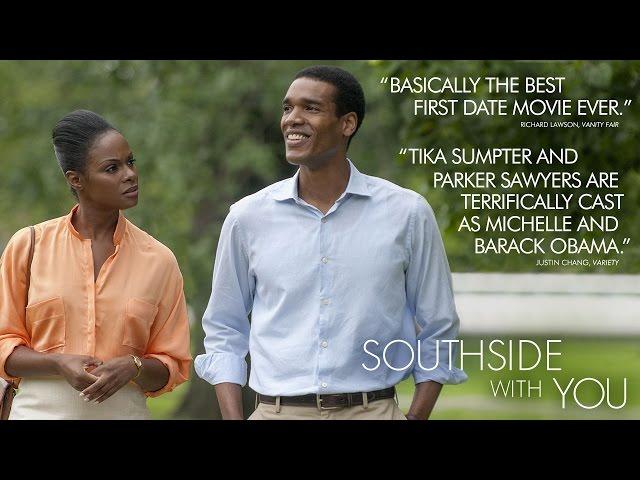 “BASICALLY THE BEST
FIRST DATE MOVIE EVER.”
RICHARD LAWSON, VANITY FAIR
“TIKA SUMPTER AND
PARKER SAWYERS ARE
TERRIFICALLY CAST
AS MICHELLE AND
BARACK OBAMA.”
JUSTIN CHANG, VARIETY
SOUTHSIDE
WITH YOU